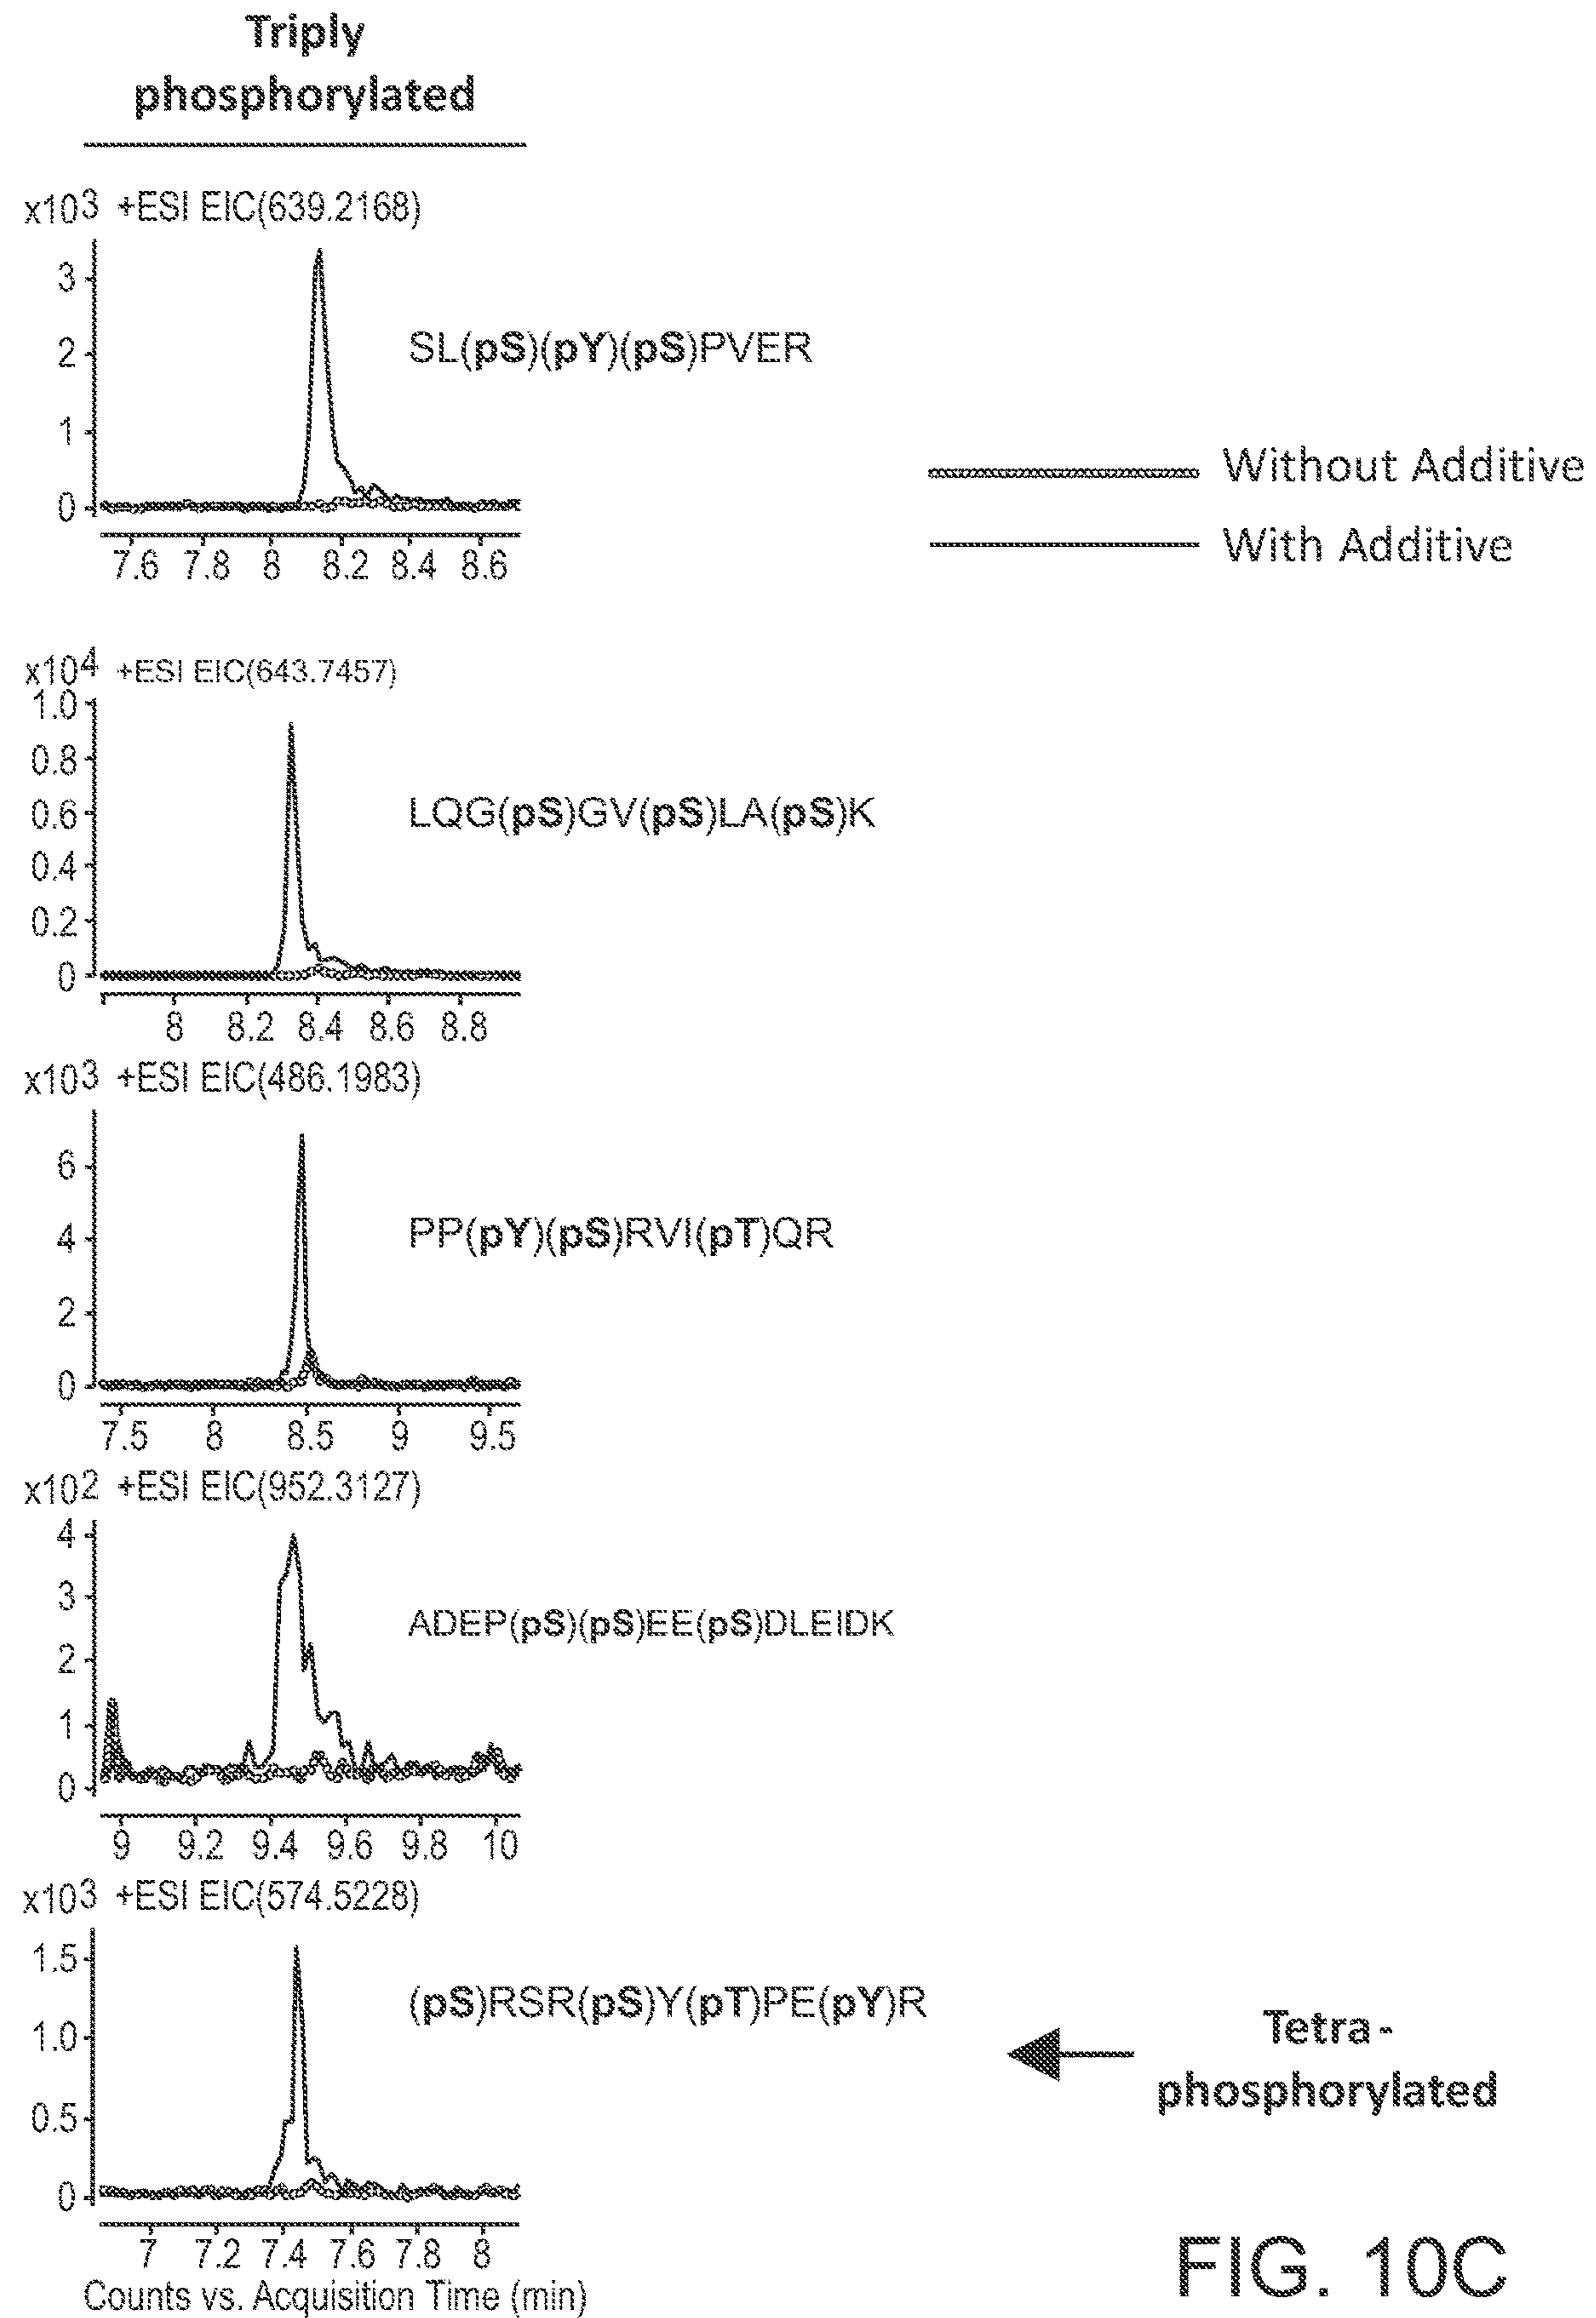 Triply
phosphorylated
x103 +ESI EIC(639.2168)
3
2
1
0
SL(pS)(pY)(pS)PVER
7.6 7.8 8 8.2 8.4 8.6
Without Additive
With Additive
x104 +ESI EIC(643.7457)
1.0
0.8
0.6
0.4
0.2
0
LQG(pS)GV(pS)LA(pS)K
8 8.2 8.4 8.6 8.8
x103 +ESI EIC(486.1983)
6
4
2
0
PP(pY)(pS)RVI(pT)QR
7.5 8 8.5 9 9.5
x102 +ESI EIC(952.3127)
4
3
2
1
0
ADEP(pS)(pS)EE(pS)DLEIDK
9 9.2 9.4 9.6 9.8 10
x103 +ESI EIC(574.5228)
1.5
1.0
0.5
0
(pS)RSR(pS)Y(pT)PE(pY)R
Tetra-
phosphorylated
7 7.2 7.4 7.6 7.8 8
Counts vs. Acquisition Time (min)
FIG. 10C